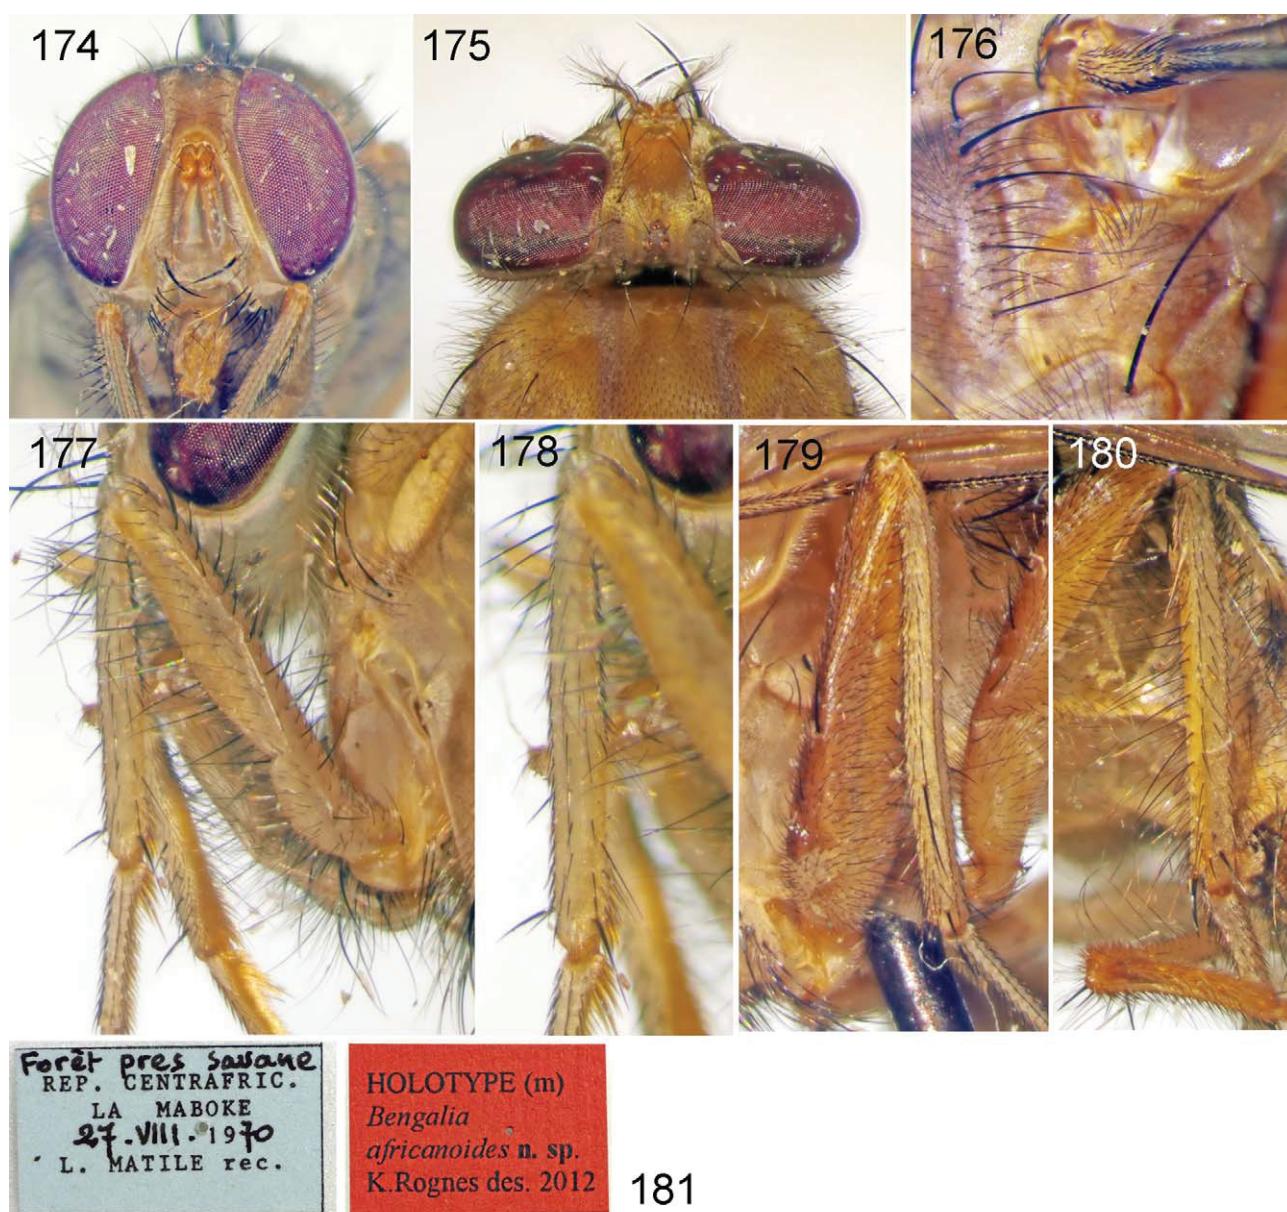 174
175
176
177
178
179
180
Forêt pres savane
REP. CENTRAFRIC.
LA MABOKE
27-VIII-1970
L. MATILE rec.
HOLOTYPE (m)
Bengalia
africanoides n. sp.
K.Rognes des. 2012
181